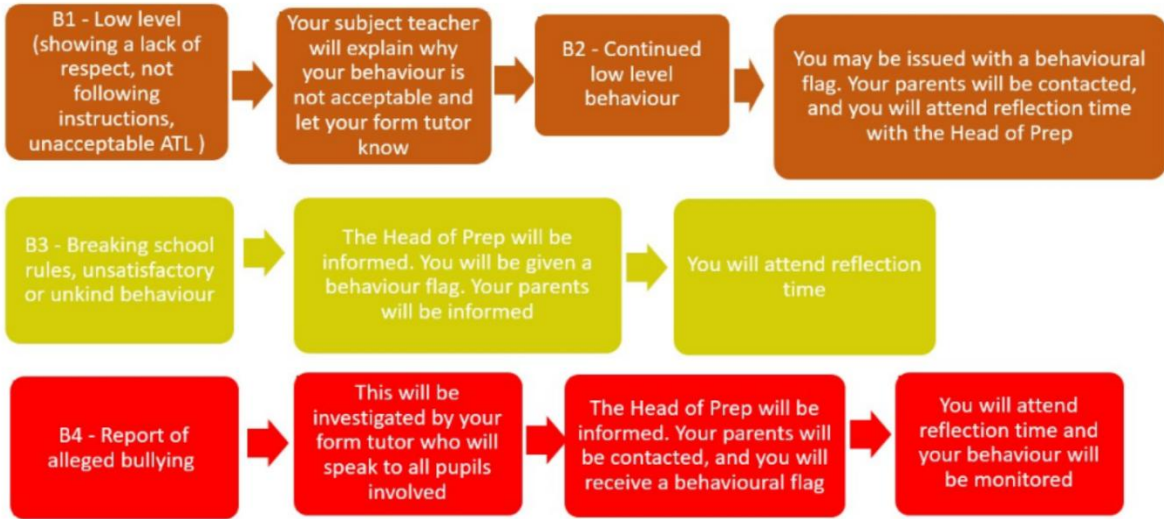 B1 - Low level
(showing a lack of
respect, not
following
instructions,
unacceptable ATL )
Your subject teacher
will explain why
your behaviour is
not acceptable and
let your form tutor
know
B2 - Continued
low level
behaviour
You may be issued with a behavioural
flag. Your parents will be contacted,
and you will attend reflection time
with the Head of Prep
B3 - Breaking school
rules, unsatisfactory
or unkind behaviour
The Head of Prep will be
informed. You will be given a
behaviour flag. Your parents
will be informed
You will attend reflection
time
B4 - Report of
alleged bullying
This will be
investigated by your
form tutor who will
speak to all pupils
involved
The Head of Prep will be
informed. Your parents will
be contacted, and you will
receive a behavioural flag
You will attend
reflection time and
your behaviour will
be monitored